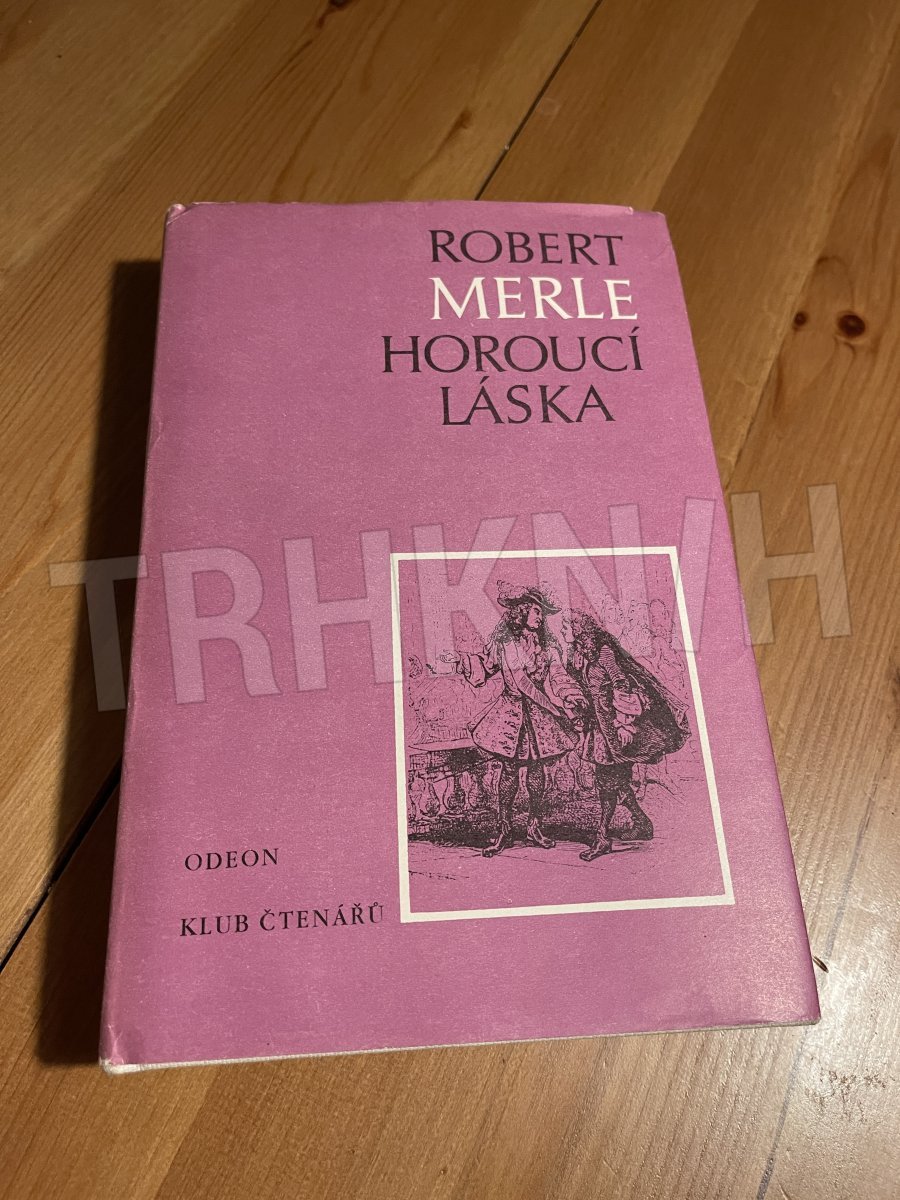 ROBERT
MERLE
HOROUCÍ
LÁSKA
TRHKNIH
ODEON
KLUB ČTENÁŘŮ